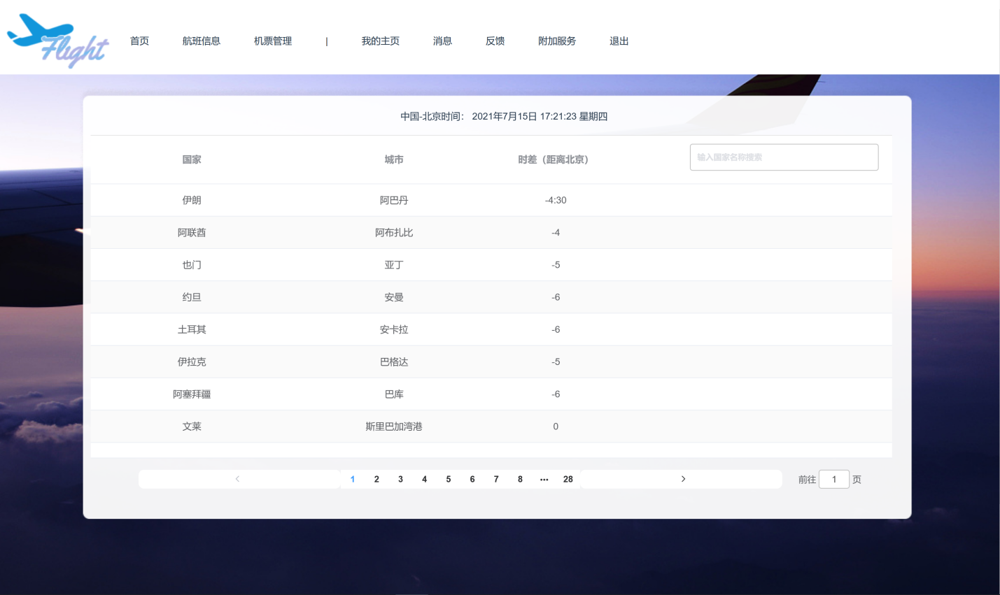 Flight
首页 航班信息 机票管理 | 我的主页 消息 反馈 附加服务 退出
中国-北京时间： 2021年7月15日 17:21:23 星期四
国家 城市 时差（距离北京） 输入国家名称搜索
伊朗 阿巴丹 -4:30
阿联酋 阿布扎比 -4
也门 亚丁 -5
约旦 安曼 -6
土耳其 安卡拉 -6
伊拉克 巴格达 -5
阿塞拜疆 巴库 -6
文莱 斯里巴加湾港 0
1 2 3 4 5 6 7 8 ··· 28 前往 1 页